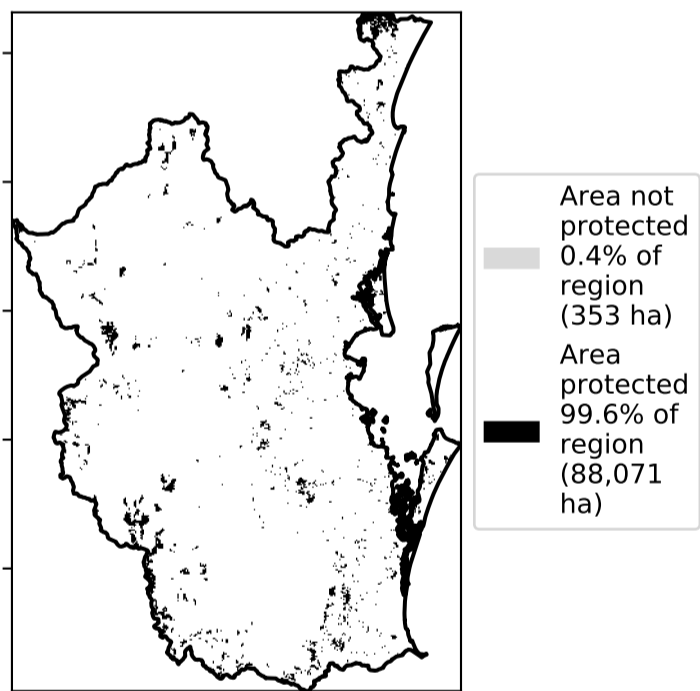 Area not
protected
0.4% of
region
(353 ha)
Area
protected
99.6% of
region
(88,071
ha)